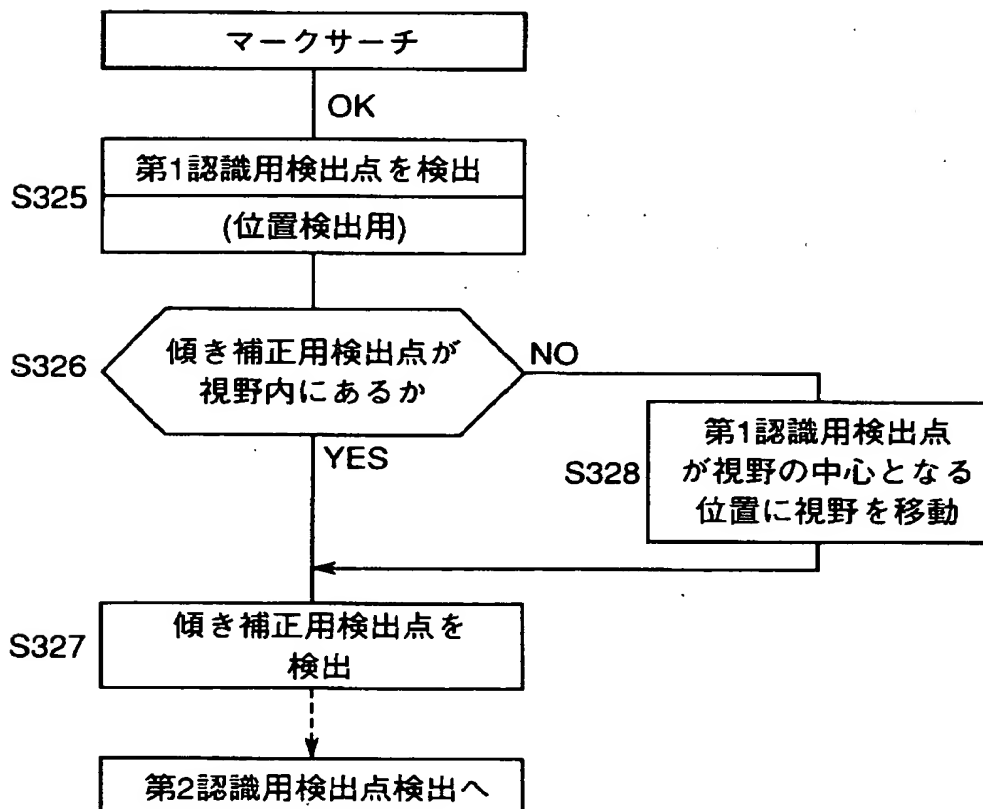 マークサーチ
OK
S325
第1認識用検出点を検出
(位置検出用)
S326
傾き補正用検出点が
視野内にあるか
NO
YES
S328
第1認識用検出点
が視野の中心となる
位置に視野を移動
S327
傾き補正用検出点を
検出
第2認識用検出点検出へ